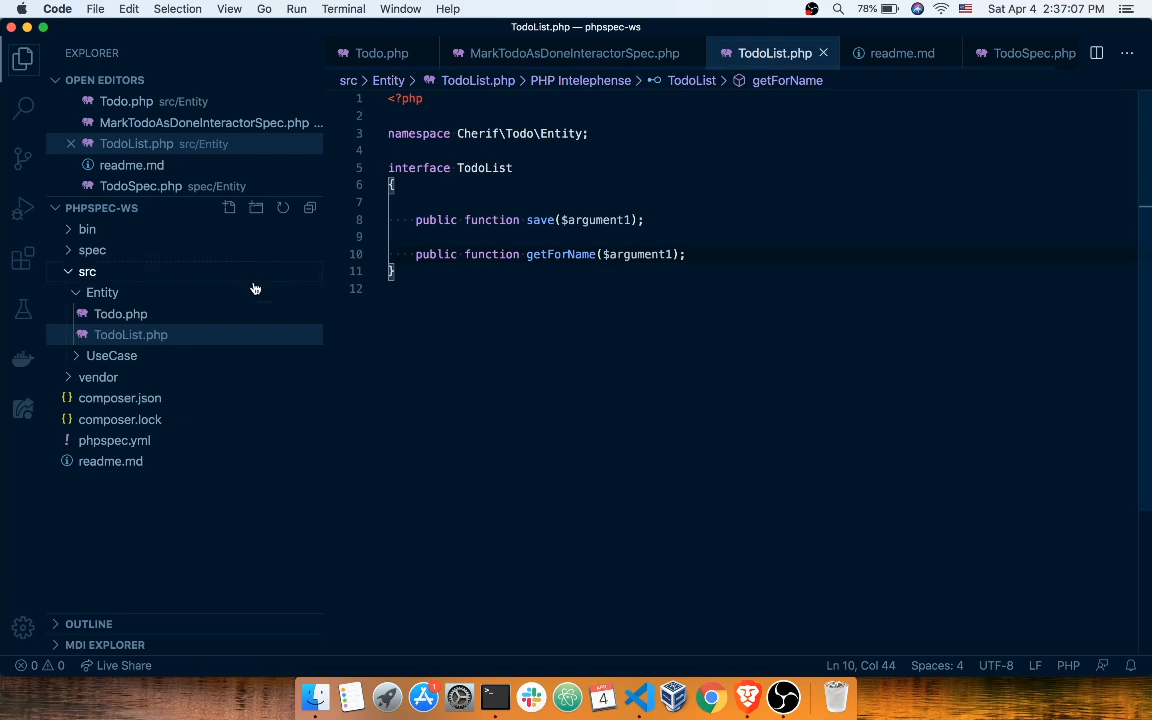 Code File Edit Selection View Go Run Terminal Window Help 78% Sat Apr 4 2:37:07 PM
TodoList.php — phpspec-ws
EXPLORER
Todo.php MarkTodoAsDoneInteractorSpec.php TodoList.php readme.md TodoSpec.php
OPEN EDITORS
src > Entity > TodoList.php > PHP Intelephense > TodoList > getForName
Todo.php src/Entity
MarkTodoAsDoneInteractorSpec.php ...
TodoList.php src/Entity
readme.md
TodoSpec.php spec/Entity
PHPSPEC-WS
bin
spec
src
Entity
Todo.php
TodoList.php
UseCase
vendor
composer.json
composer.lock
phpspec.yml
readme.md
OUTLINE
MDI EXPLORER
1 <?php
2
3 namespace Cherif\Todo\Entity;
4
5 interface TodoList
6 {
7
8 public function save($argument1);
9
10 public function getForName($argument1);
11 }
12
0 0 Live Share Ln 10, Col 44 Spaces: 4 UTF-8 LF PHP
APR
4
1